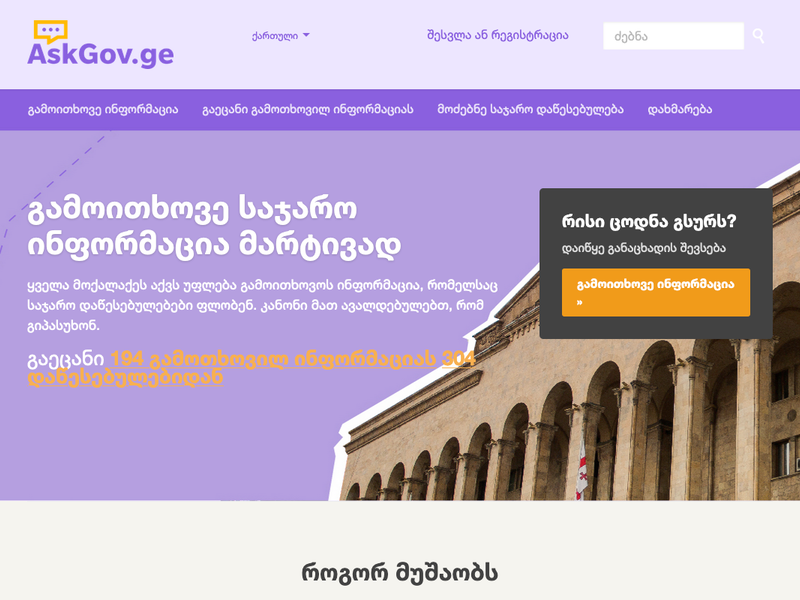 AskGov.ge
ქართული
შესვლა ან რეგისტრაცია
ძებნა
გამოითხოვე ინფორმაცია
გაეცანი გამოთხოვილ ინფორმაციას
მოძებნე საჯარო დაწესებულება
დახმარება
გამოითხოვე საჯარო
ინფორმაცია მარტივად
ყველა მოქალაქეს აქვს უფლება გამოითხოვოს ინფორმაცია, რომელსაც
საჯარო დაწესებულებები ფლობენ. კანონი მათ ავალდებულებთ, რომ
გიპასუხონ.
გაეცანი 194 გამოთხოვილ ინფორმაციას 304
დაწესებულებიდან
რისი ცოდნა გსურს?
დაიწყე განაცხადის შევსება
გამოითხოვე ინფორმაცია
»
როგორ მუშაობს